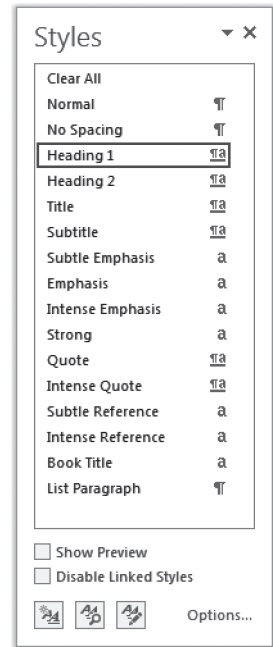 Styles
Clear All
Normal ¶
No Spacing ¶
Heading 1 ¶a
Heading 2 ¶a
Title ¶a
Subtitle ¶a
Subtle Emphasis a
Emphasis a
Intense Emphasis a
Strong a
Quote ¶a
Intense Quote ¶a
Subtle Reference a
Intense Reference a
Book Title a
List Paragraph ¶
Show Preview
Disable Linked Styles
Options...